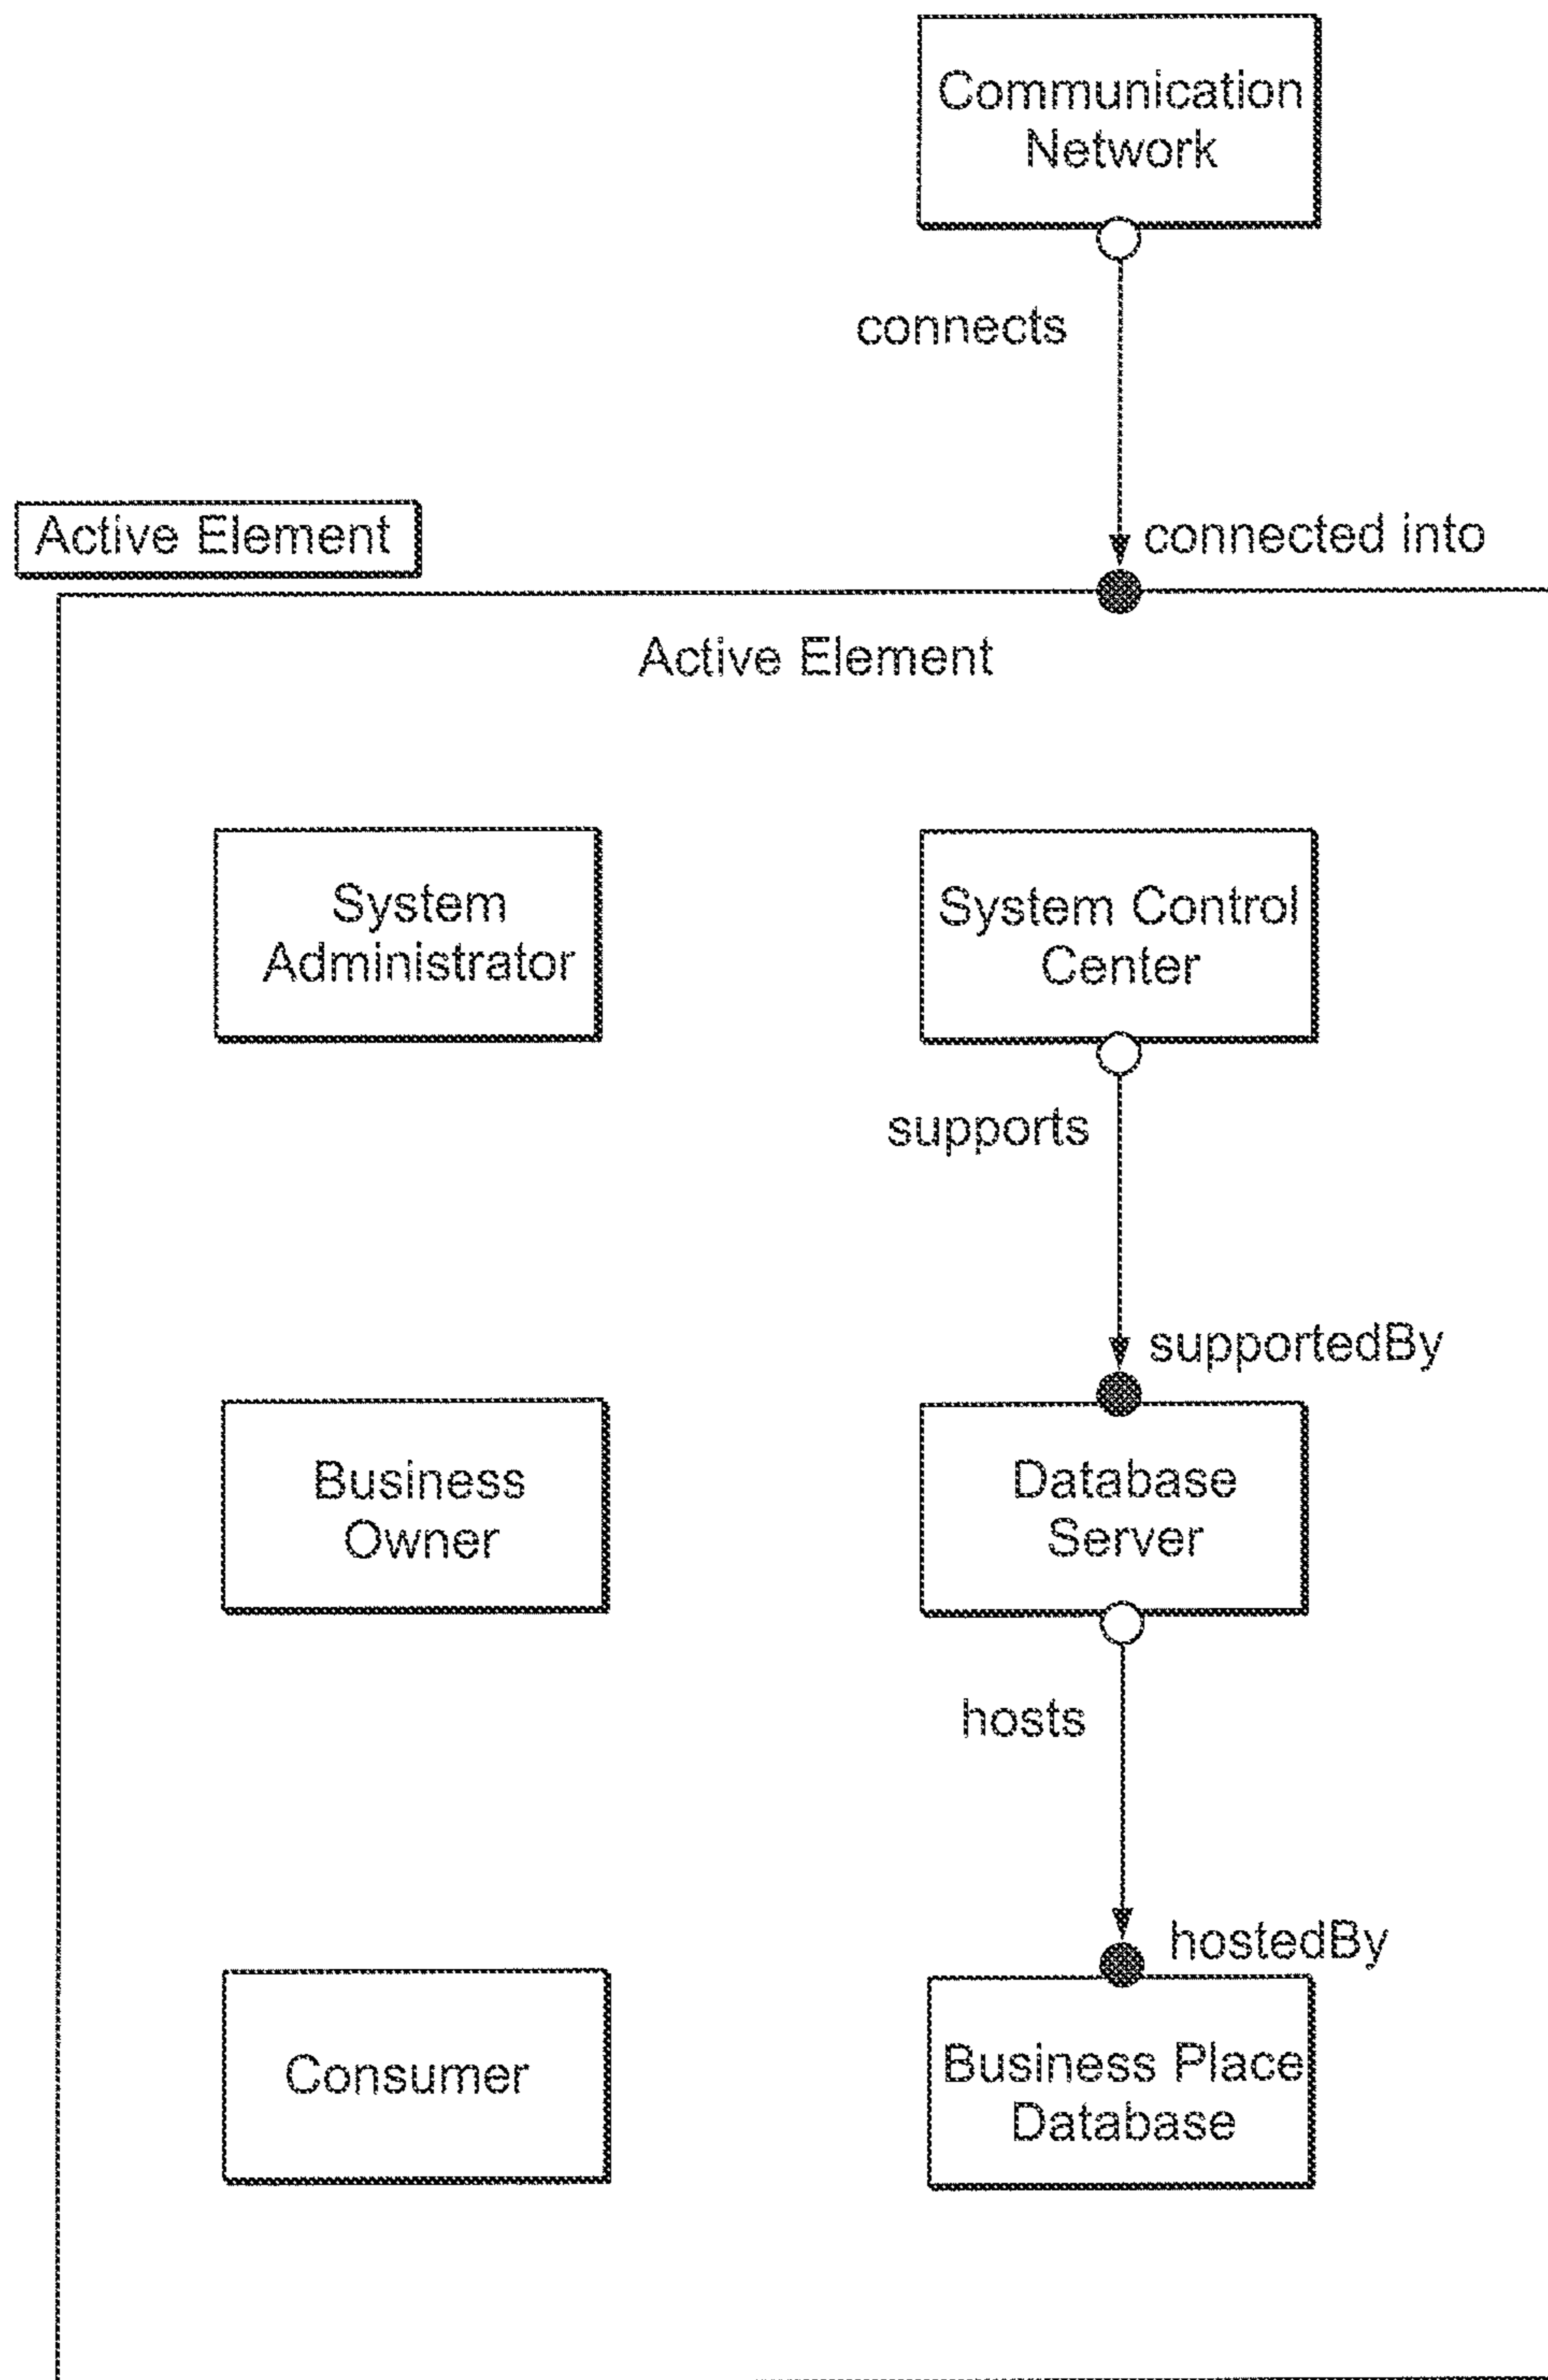 Communication
Network
connects
connected into
Active Element
Active Element
System
Administrator
System Control
Center
supports
supportedBy
Business
Owner
Database
Server
hosts
hostedBy
Consumer
Business Place
Database